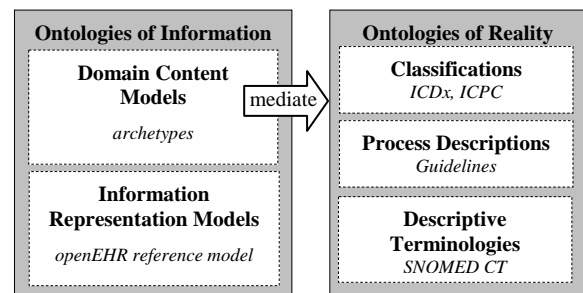 Ontologies of Information
Domain Content
Models
archetypes
Information
Representation Models
openEHR reference model
mediate
Ontologies of Reality
Classifications
ICDx, ICPC
Process Descriptions
Guidelines
Descriptive
Terminologies
SNOMED CT